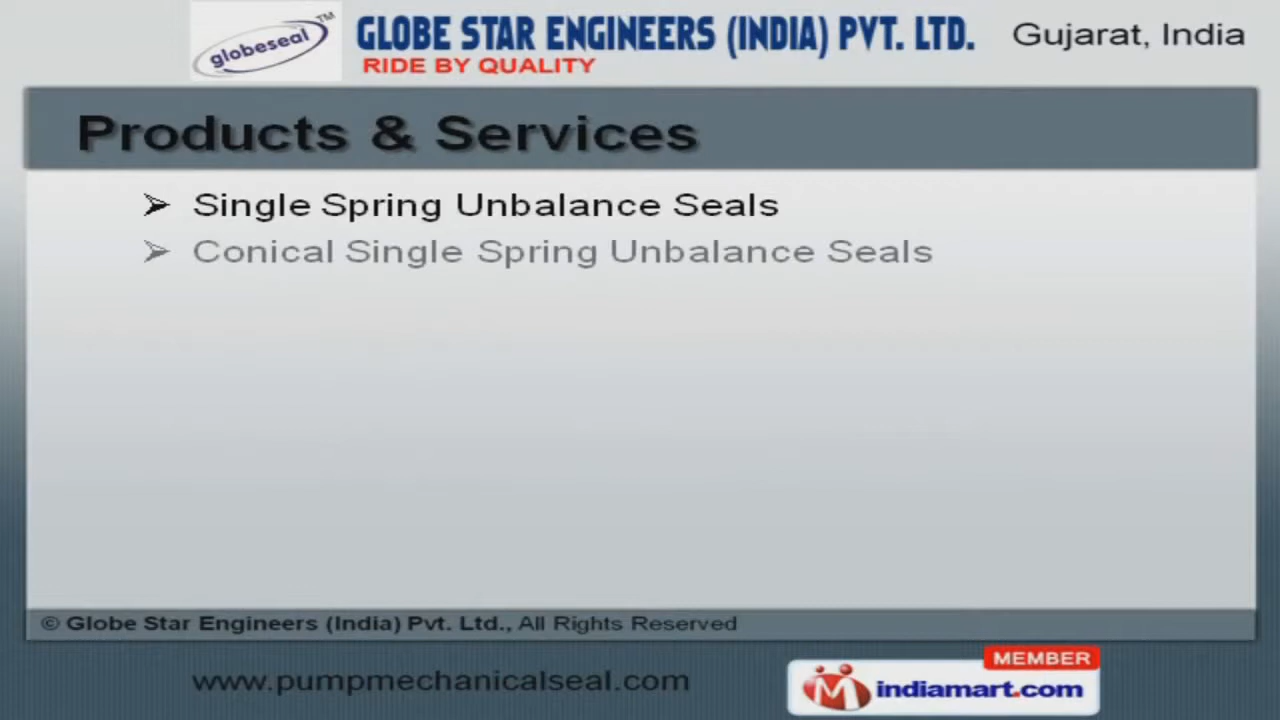 globeseal TM
GLOBE STAR ENGINEERS (INDIA) PVT. LTD.
RIDE BY QUALITY
Gujarat, India
Products & Services
➢ Single Spring Unbalance Seals
➢ Conical Single Spring Unbalance Seals
© Globe Star Engineers (India) Pvt. Ltd., All Rights Reserved
www.pumpmechanicalseal.com
MEMBER
indiamart.com